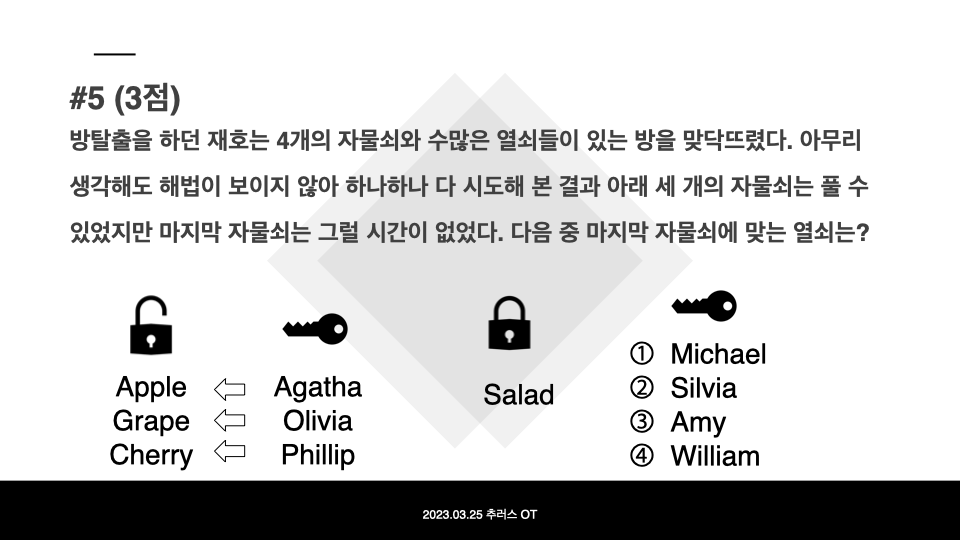 #5 (3점)
방탈출을 하던 재호는 4개의 자물쇠와 수많은 열쇠들이 있는 방을 맞닥뜨렸다. 아무리
생각해도 해법이 보이지 않아 하나하나 다 시도해 본 결과 아래 세 개의 자물쇠는 풀 수
있었지만 마지막 자물쇠는 그럴 시간이 없었다. 다음 중 마지막 자물쇠에 맞는 열쇠는?
Apple ⇦ Agatha
Grape ⇦ Olivia
Cherry ⇦ Phillip
Salad
① Michael
② Silvia
③ Amy
④ William
2023.03.25 추러스 OT